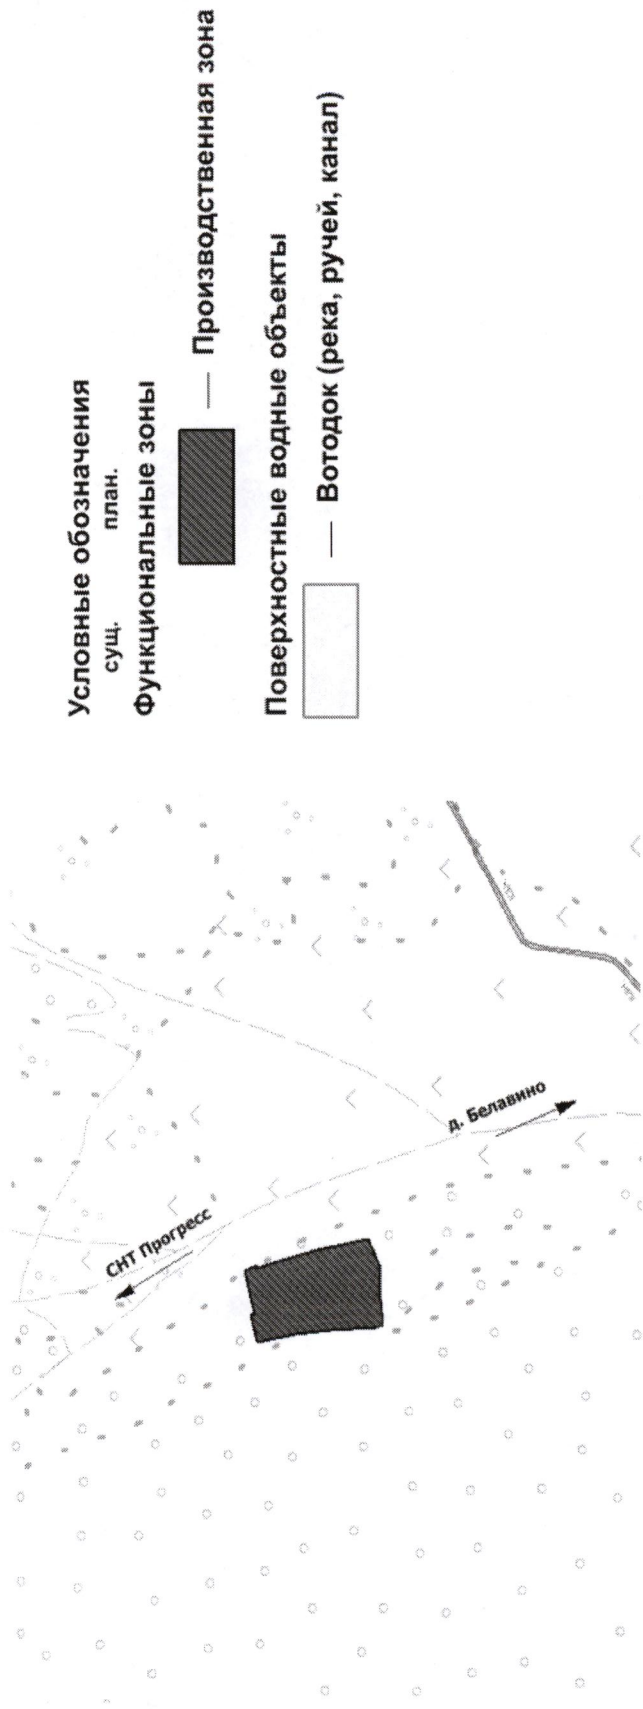 Условные обозначения
сущ. план.
Функциональные зоны
— Производственная зона
Поверхностные водные объекты
— Вотодок (река, ручей, канал)
СНТ Прогресс
д. Белавино